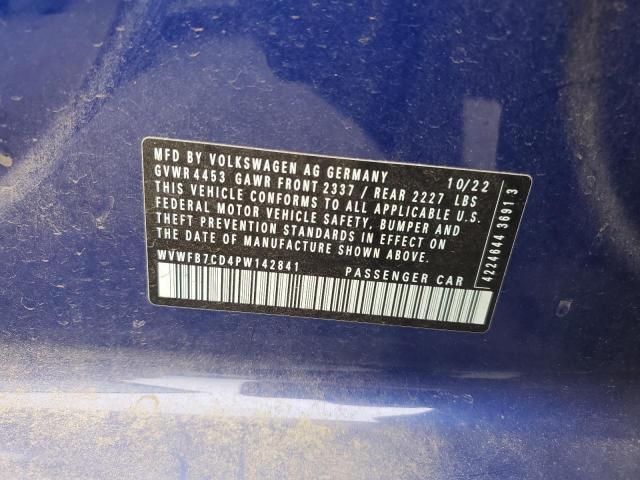 MFD BY VOLKSWAGEN AG GERMANY 10/22
GVWR 4453 GAWR FRONT 2337 / REAR 2227 LBS
THIS VEHICLE CONFORMS TO ALL APPLICABLE U.S.
FEDERAL MOTOR VEHICLE SAFETY, BUMPER AND
THEFT PREVENTION STANDARDS IN EFFECT ON
THE DATE OF MANUFACTURE SHOWN ABOVE.
WVWFB7CD4PW142841 PASSENGER CAR
4224644 3691 3